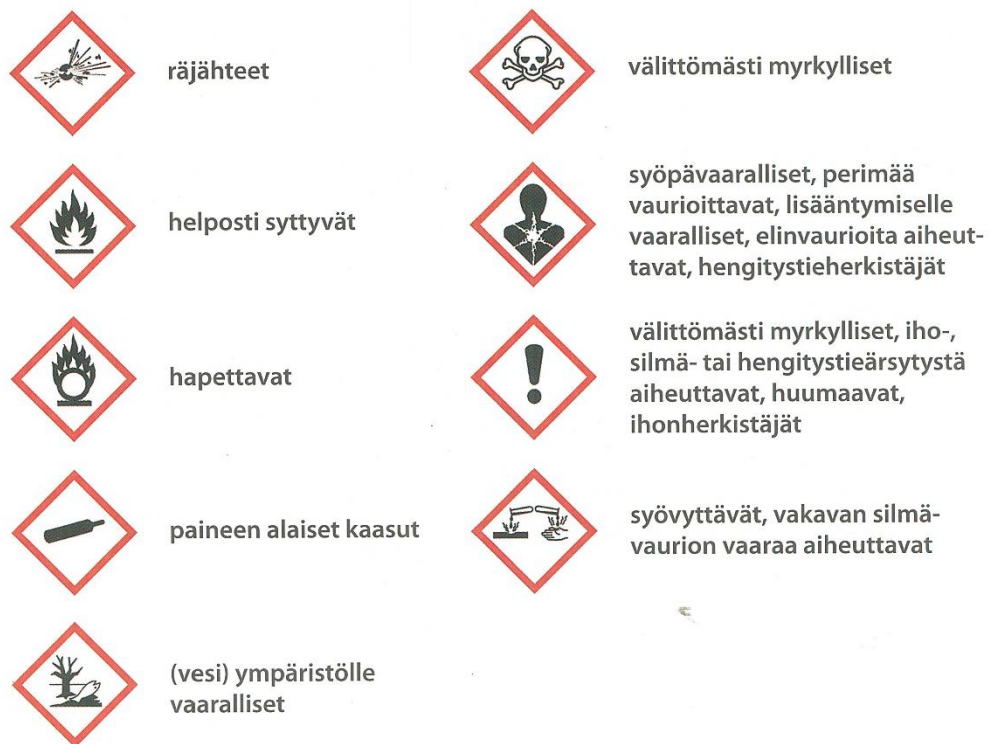 räjähteet
helposti syttyvät
hapettavat
paineen alaiset kaasut
(vesi) ympäristölle
vaaralliset
välittömästi myrkylliset
syöpävaaralliset, perimää
vaurioittavat, lisääntymiselle
vaaralliset, elinvaurioita aiheut-
tavat, hengitystieherkistäjät
välittömästi myrkylliset, iho-,
silmä- tai hengitystieärsytystä
aiheuttavat, huumaavat,
ihonherkistäjät
syövyttävät, vakavan silmä-
vaurion vaaraa aiheuttavat